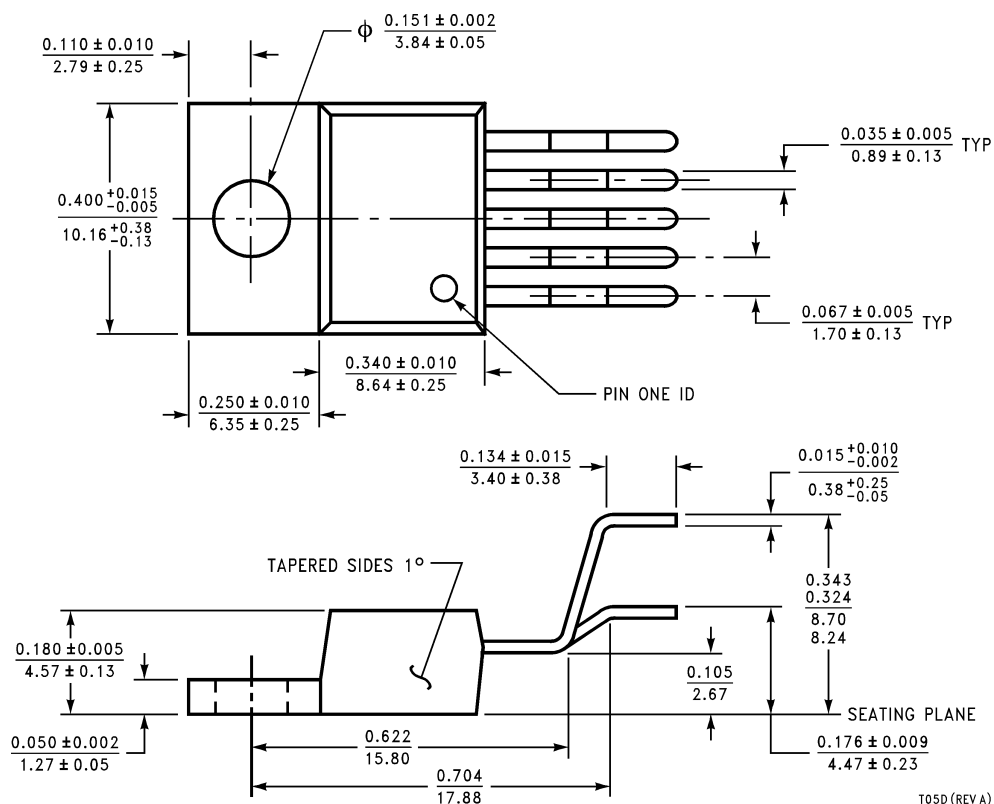 ϕ 0.151 ± 0.002
3.84 ± 0.05
0.110 ± 0.010
2.79 ± 0.25
0.035 ± 0.005 TYP
0.89 ± 0.13
0.400 +0.015 -0.005
10.16 +0.38 -0.13
0.067 ± 0.005 TYP
1.70 ± 0.13
0.340 ± 0.010
8.64 ± 0.25
PIN ONE ID
0.250 ± 0.010
6.35 ± 0.25
0.134 ± 0.015
3.40 ± 0.38
0.015 +0.010 -0.002
0.38 +0.25 -0.05
TAPERED SIDES 1°
0.343
0.324
8.70
8.24
0.180 ± 0.005
4.57 ± 0.13
0.105
2.67
SEATING PLANE
0.050 ± 0.002
1.27 ± 0.05
0.622
15.80
0.176 ± 0.009
4.47 ± 0.23
0.704
17.88
T05D (REV A)